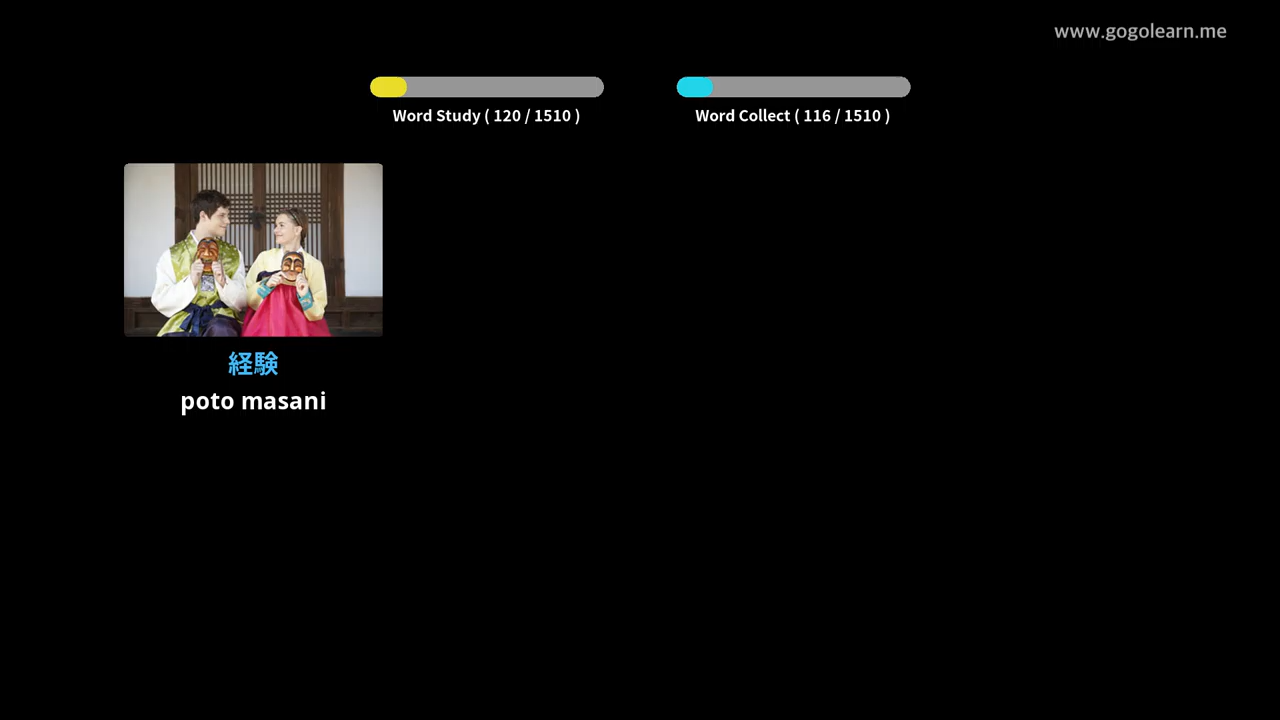 www.gogolearn.me
Word Study ( 120 / 1510 )
Word Collect ( 116 / 1510 )
経験
poto masani